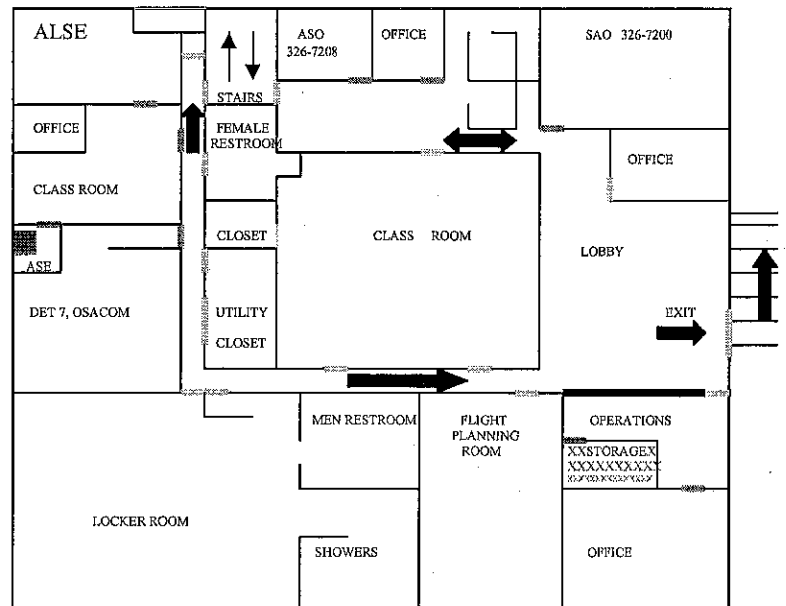 ALSE
ASO
326-7208
OFFICE
SAO 326-7200
STAIRS
OFFICE
FEMALE
RESTROOM
OFFICE
CLASS ROOM
CLOSET
CLASS ROOM
LOBBY
ASE
DET 7, OSACOM
UTILITY
CLOSET
EXIT
MEN RESTROOM
FLIGHT
PLANNING
ROOM
OPERATIONS
XXSTORAGEX
XXXXXXXXXX
XXXXXXXXXX
LOCKER ROOM
SHOWERS
OFFICE